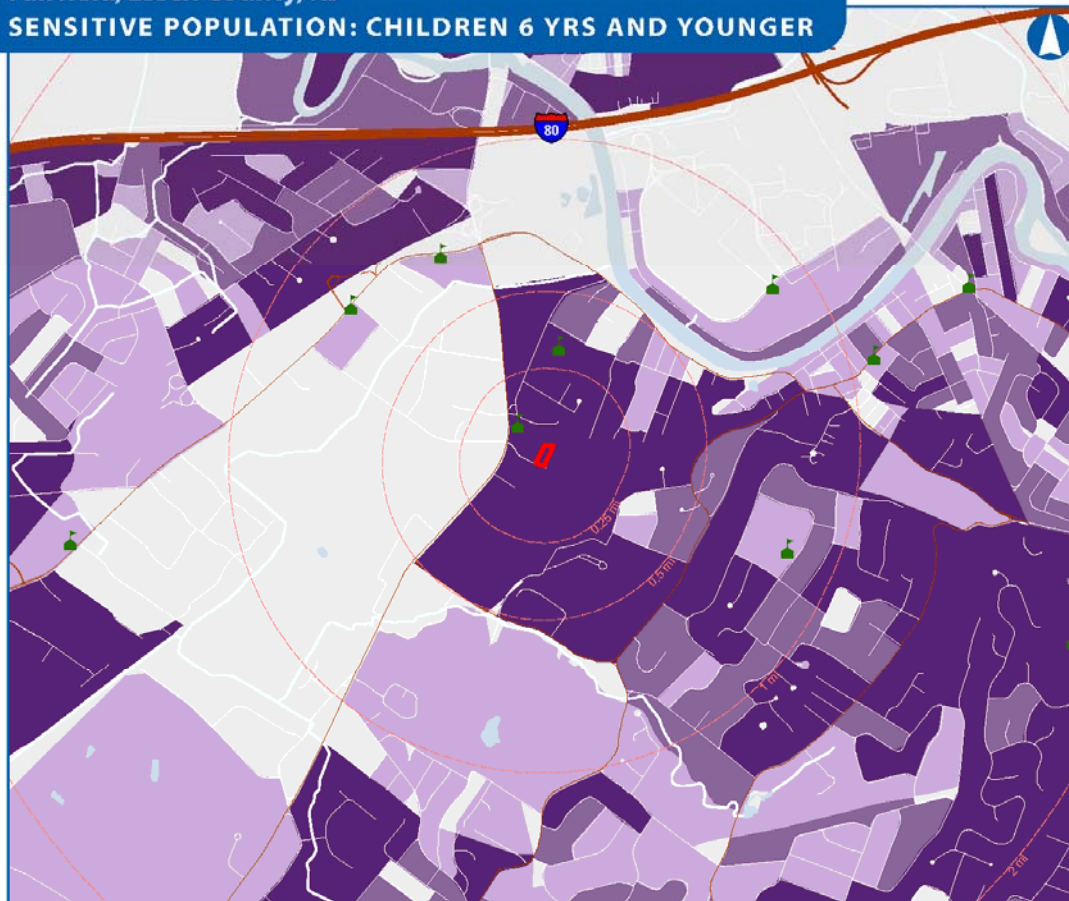 SENSITIVE POPULATION: CHILDREN 6 YRS AND YOUNGER
80
0.25 mi
0.5 mi
1 mi
2 mi